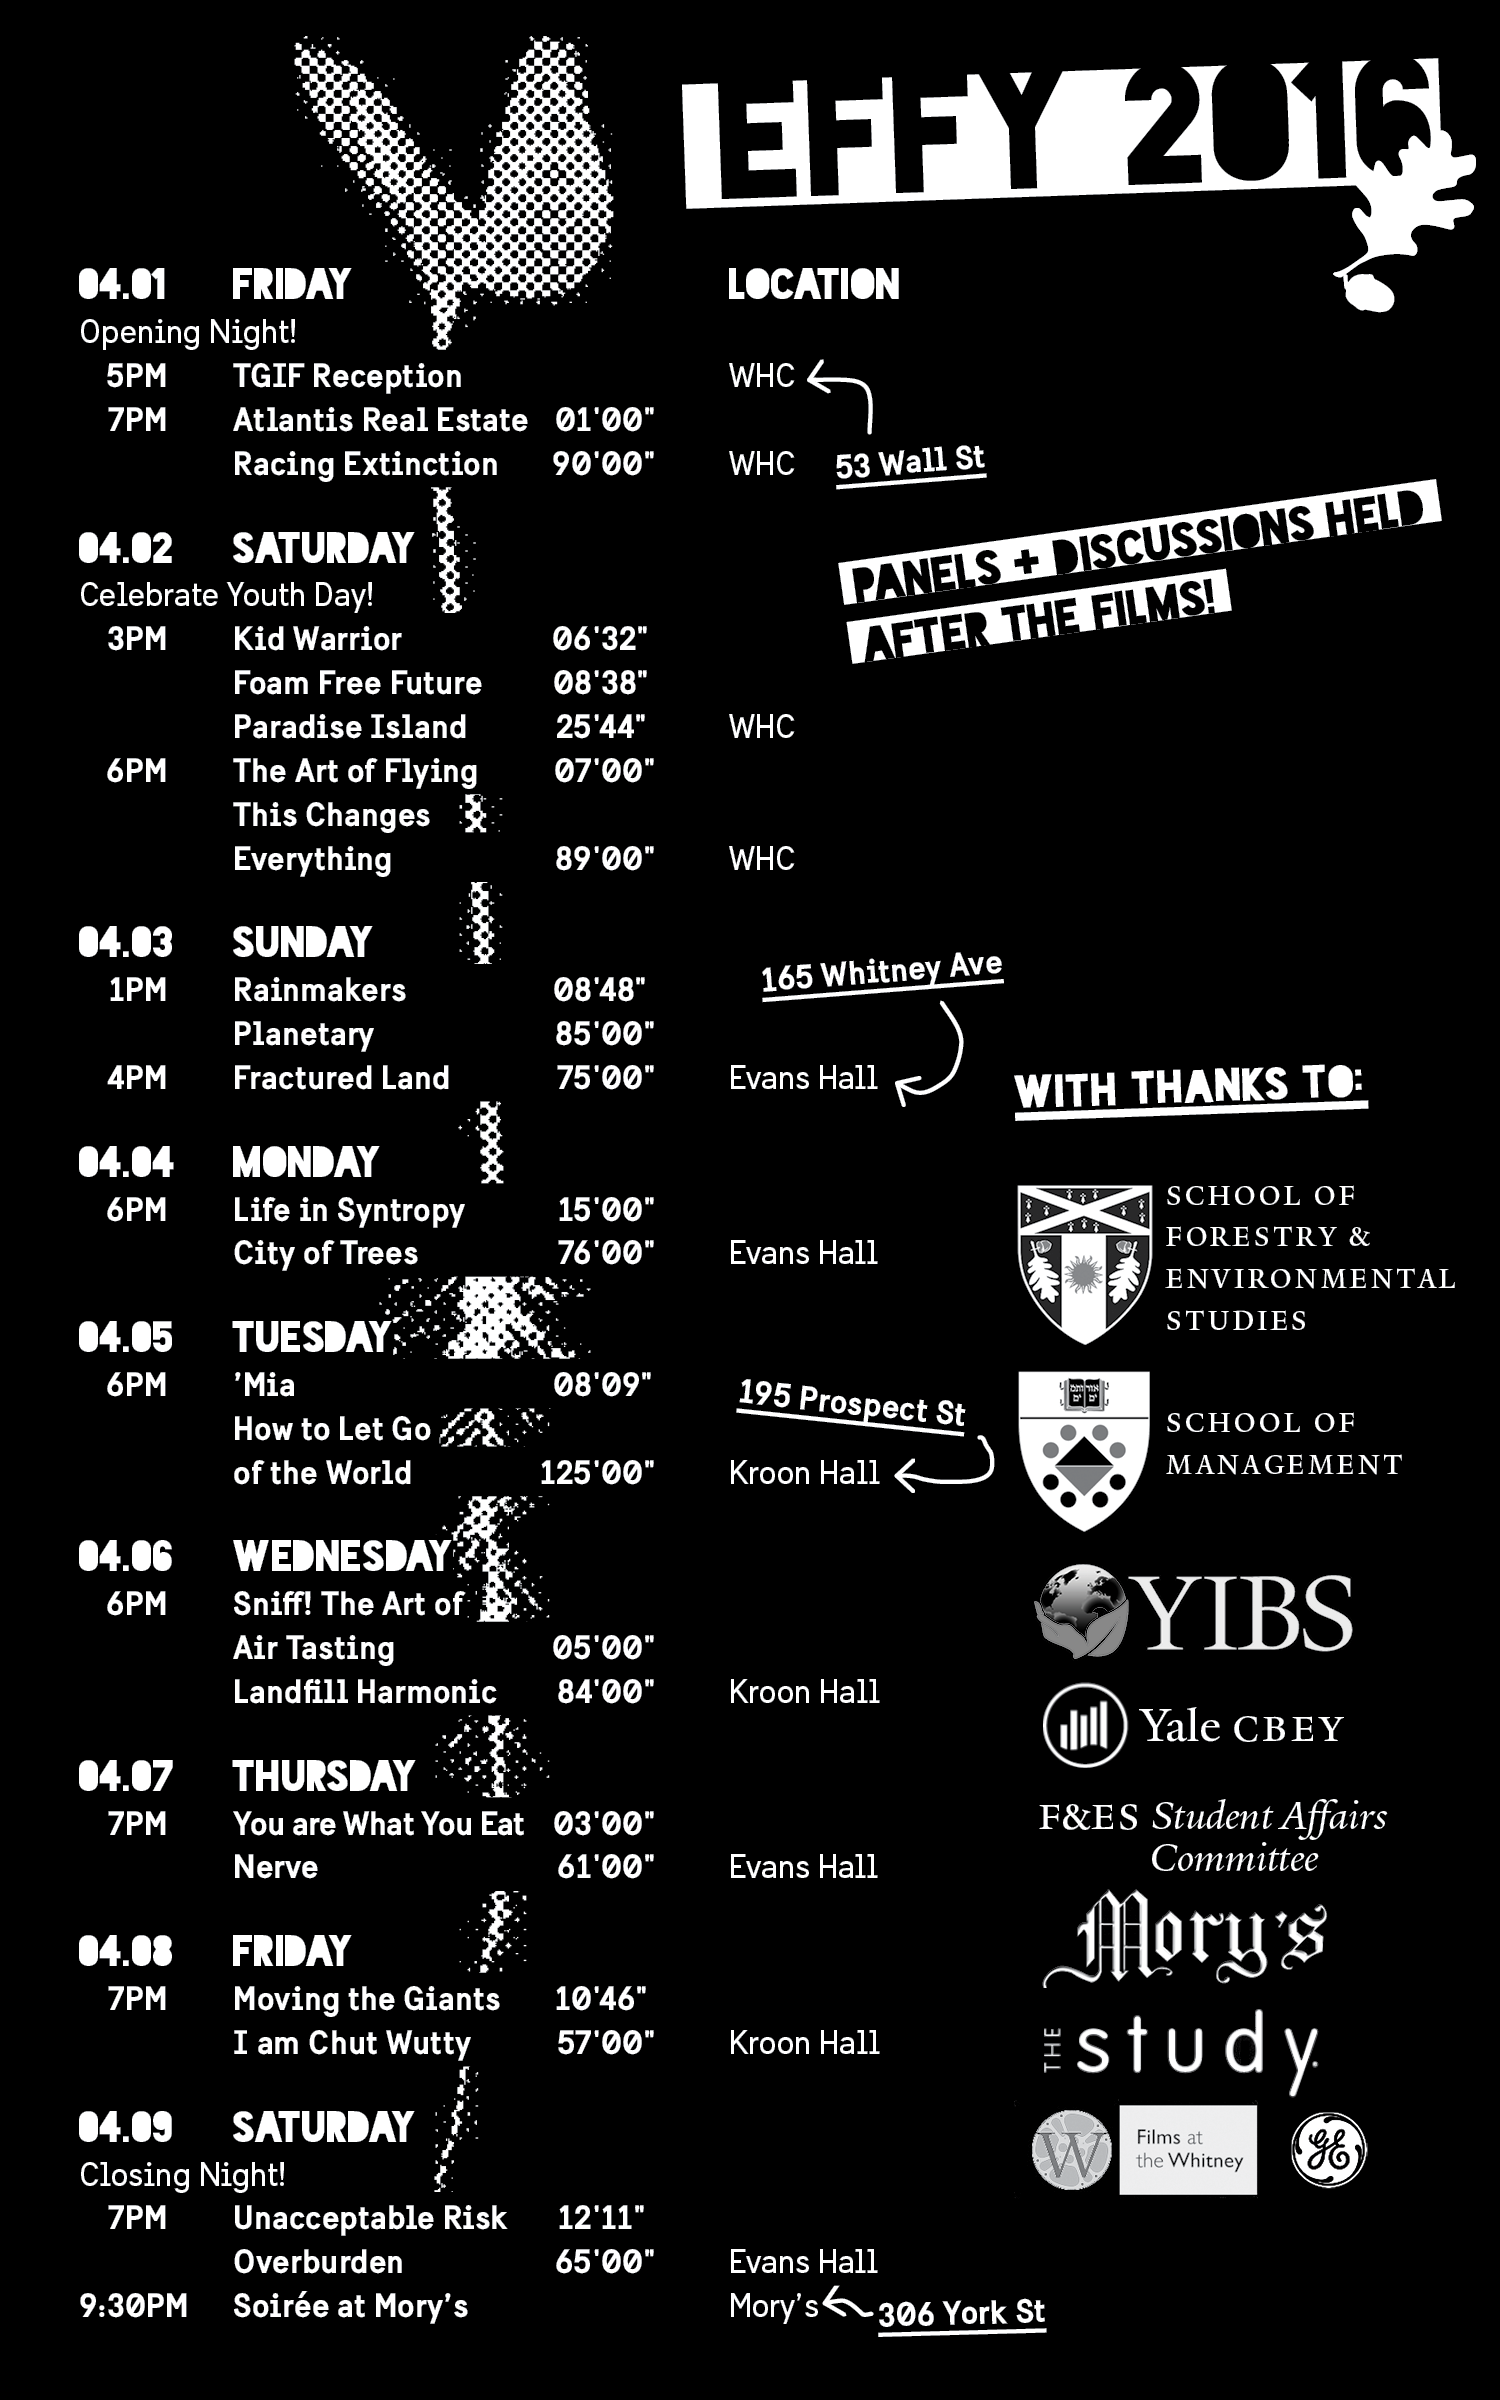 EFFY 2016
04.01 FRIDAY LOCATION
Opening Night!
5PM TGIF Reception WHC
7PM Atlantis Real Estate 01'00"
Racing Extinction 90'00" WHC 53 Wall St
PANELS + DISCUSSIONS HELD
AFTER THE FILMS!
04.02 SATURDAY
Celebrate Youth Day!
3PM Kid Warrior 06'32"
Foam Free Future 08'38"
Paradise Island 25'44" WHC
6PM The Art of Flying 07'00"
This Changes
Everything 89'00" WHC
04.03 SUNDAY
165 Whitney Ave
1PM Rainmakers 08'48"
Planetary 85'00"
4PM Fractured Land 75'00" Evans Hall
04.04 MONDAY
6PM Life in Syntropy 15'00"
City of Trees 76'00" Evans Hall
04.05 TUESDAY
6PM ’Mia 08'09"
195 Prospect St
How to Let Go
of the World 125'00" Kroon Hall
04.06 WEDNESDAY
6PM Sniff! The Art of
Air Tasting 05'00"
Landfill Harmonic 84'00" Kroon Hall
04.07 THURSDAY
7PM You are What You Eat 03'00"
Nerve 61'00" Evans Hall
04.08 FRIDAY
7PM Moving the Giants 10'46"
I am Chut Wutty 57'00" Kroon Hall
04.09 SATURDAY
Closing Night!
7PM Unacceptable Risk 12'11"
Overburden 65'00" Evans Hall
9:30PM Soirée at Mory’s Mory’s 306 York St
WITH THANKS TO:
SCHOOL OF
FORESTRY &
ENVIRONMENTAL
STUDIES
SCHOOL OF
MANAGEMENT
YIBS
Yale CBEY
F&ES Student Affairs
Committee
Mory’s
THE study
W
Films at
the Whitney
GE